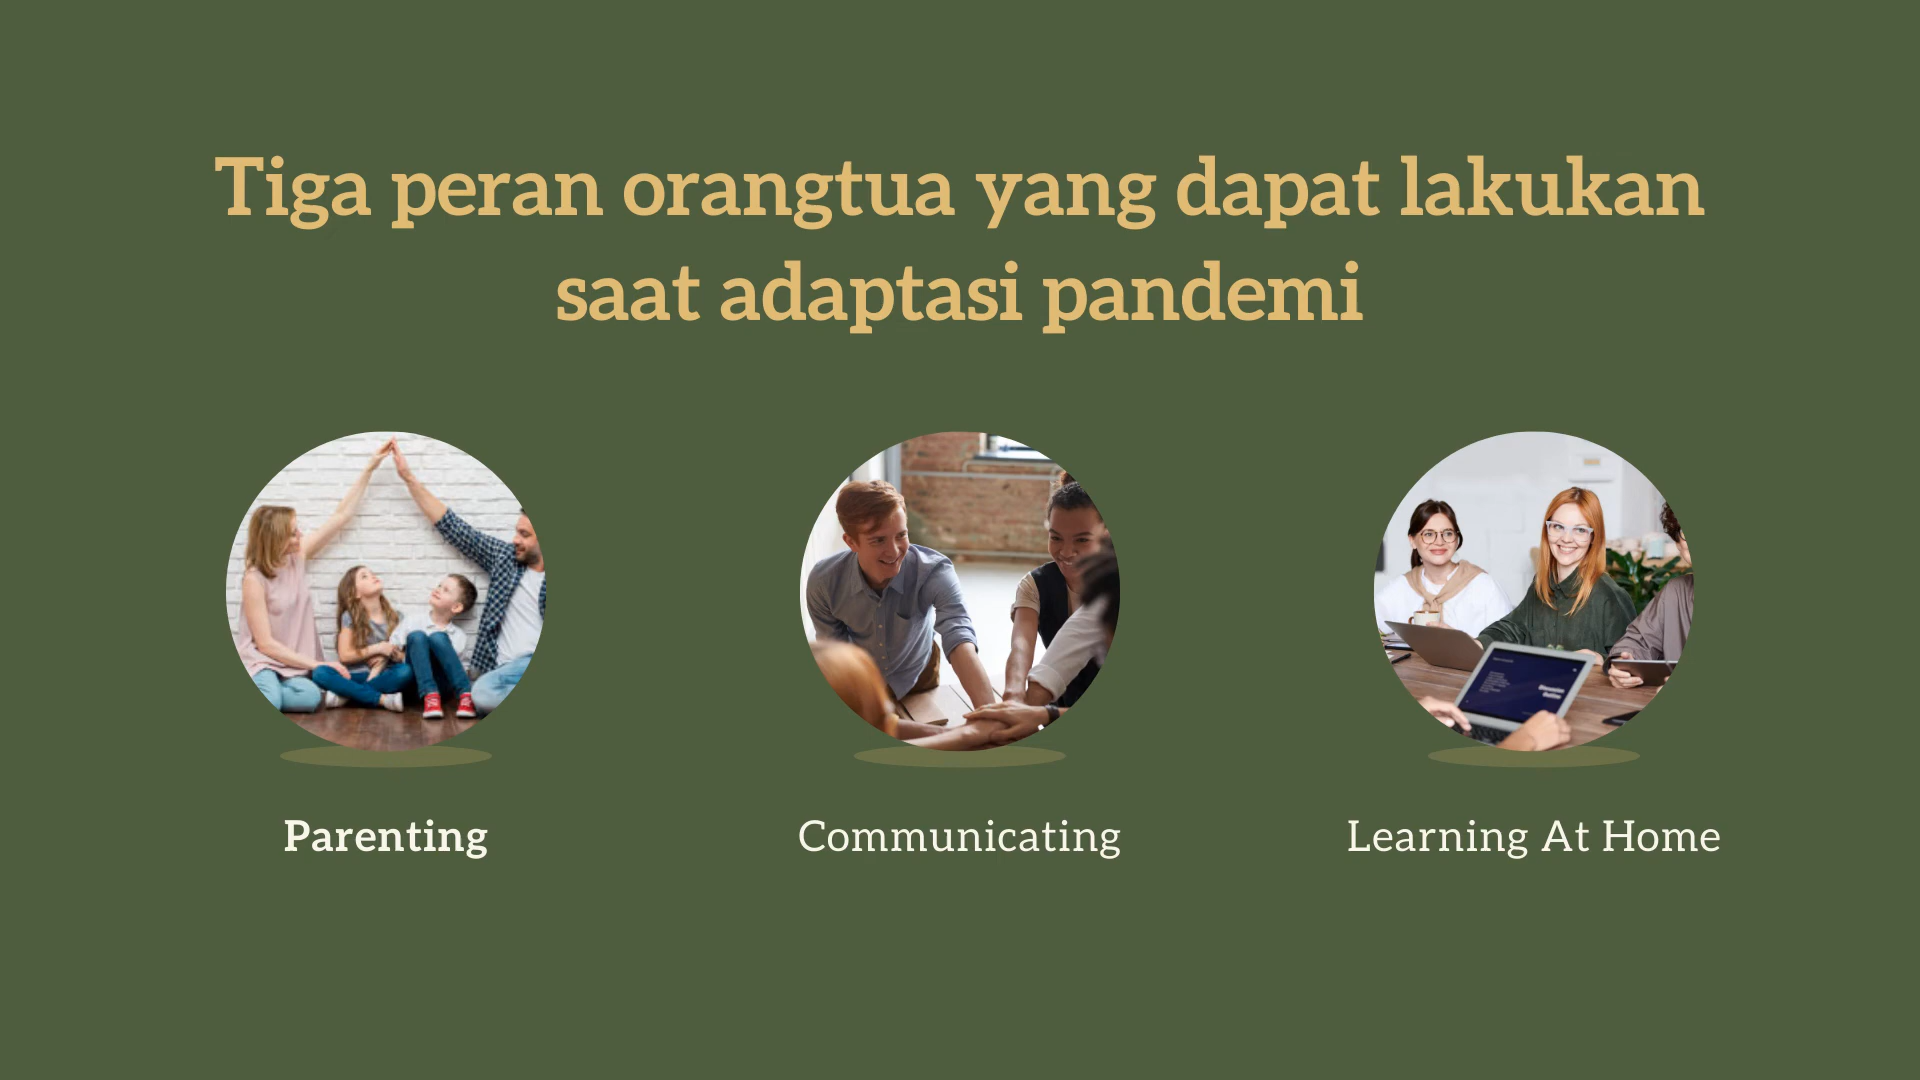 Tiga peran orangtua yang dapat lakukan
saat adaptasi pandemi
Parenting
Communicating
Learning At Home